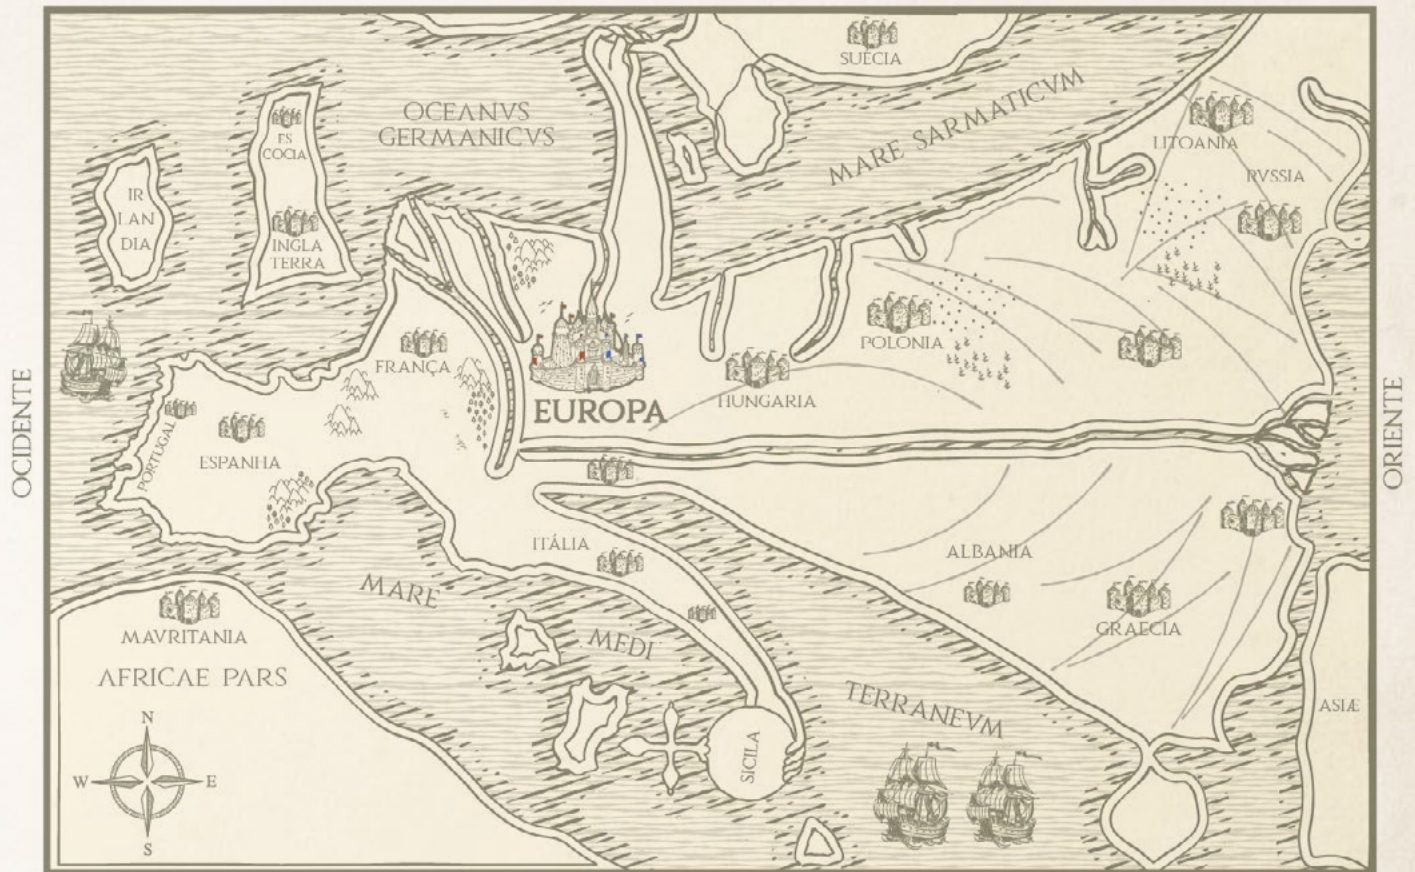 SUÉCIA
OCEANVS
GERMANICVS
MARE SARMATICVM
ES
COCIA
LITOANIA
RVSSIA
IR
LAN
DIA
INGLA
TERRA
POLONIA
FRANÇA
HUNGARIA
EUROPA
OCIDENTE
ORIENTE
PORTUGAL
ESPANHA
ITÁLIA
ALBANIA
MARE
MEDI
TERRANEVM
GRAECIA
MAVRITANIA
AFRICAE PARS
ASIÆ
SICILA
N
W E
S